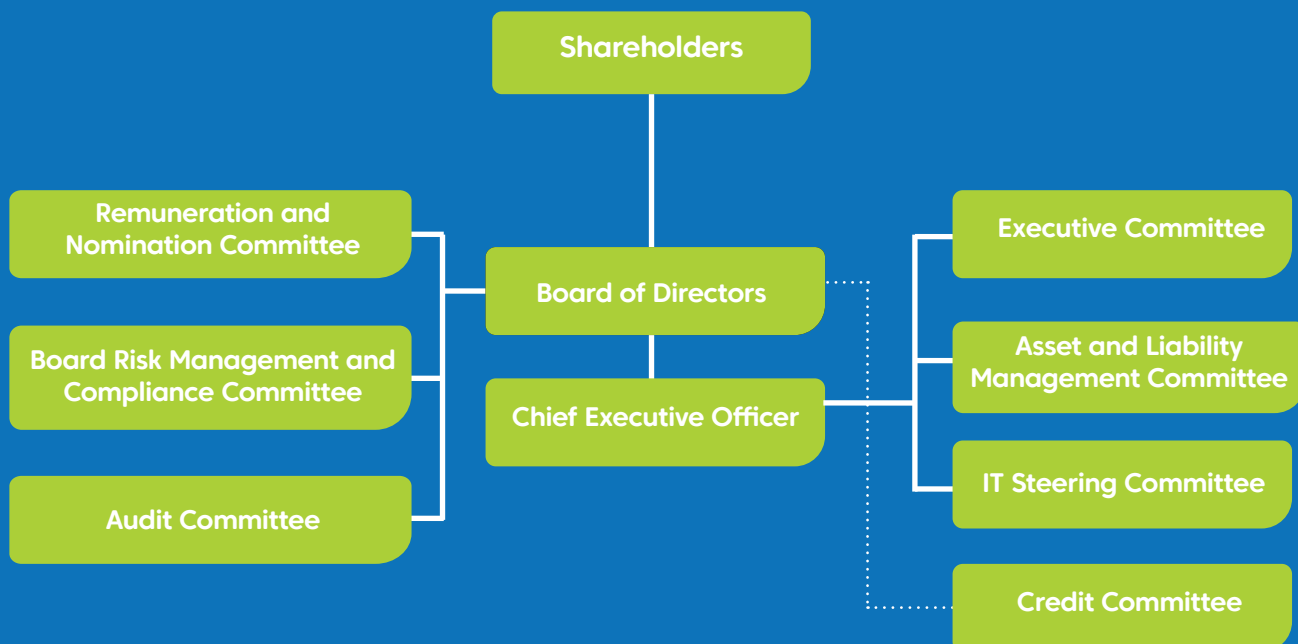 Shareholders
Remuneration and
Nomination Committee
Board Risk Management and
Compliance Committee
Audit Committee
Board of Directors
Chief Executive Officer
Executive Committee
Asset and Liability
Management Committee
IT Steering Committee
Credit Committee